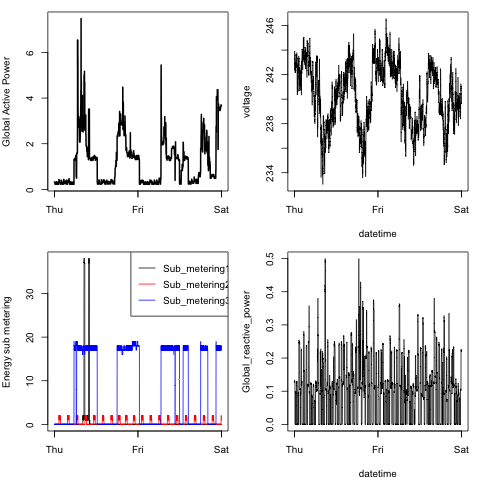 Global Active Power
6
4
2
0
Thu
Fri
Sat
voltage
246
242
238
234
Thu
Fri
Sat
datetime
Energy sub metering
30
20
10
0
Sub_metering1
Sub_metering2
Sub_metering3
Thu
Fri
Sat
Global_reactive_power
0.5
0.4
0.3
0.2
0.1
0.0
Thu
Fri
Sat
datetime